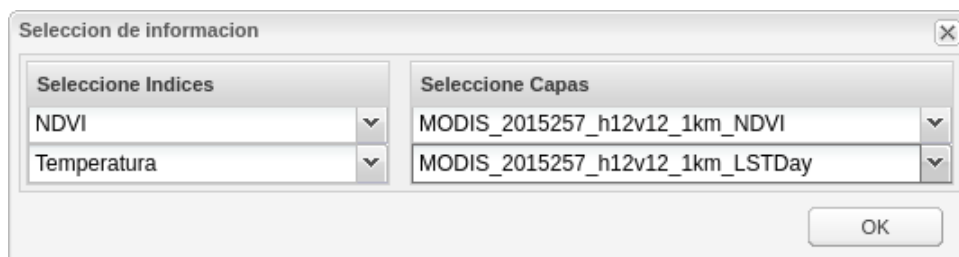 Seleccion de informacion
Seleccione Indices Seleccione Capas
NDVI MODIS_2015257_h12v12_1km_NDVI
Temperatura MODIS_2015257_h12v12_1km_LSTDay
OK